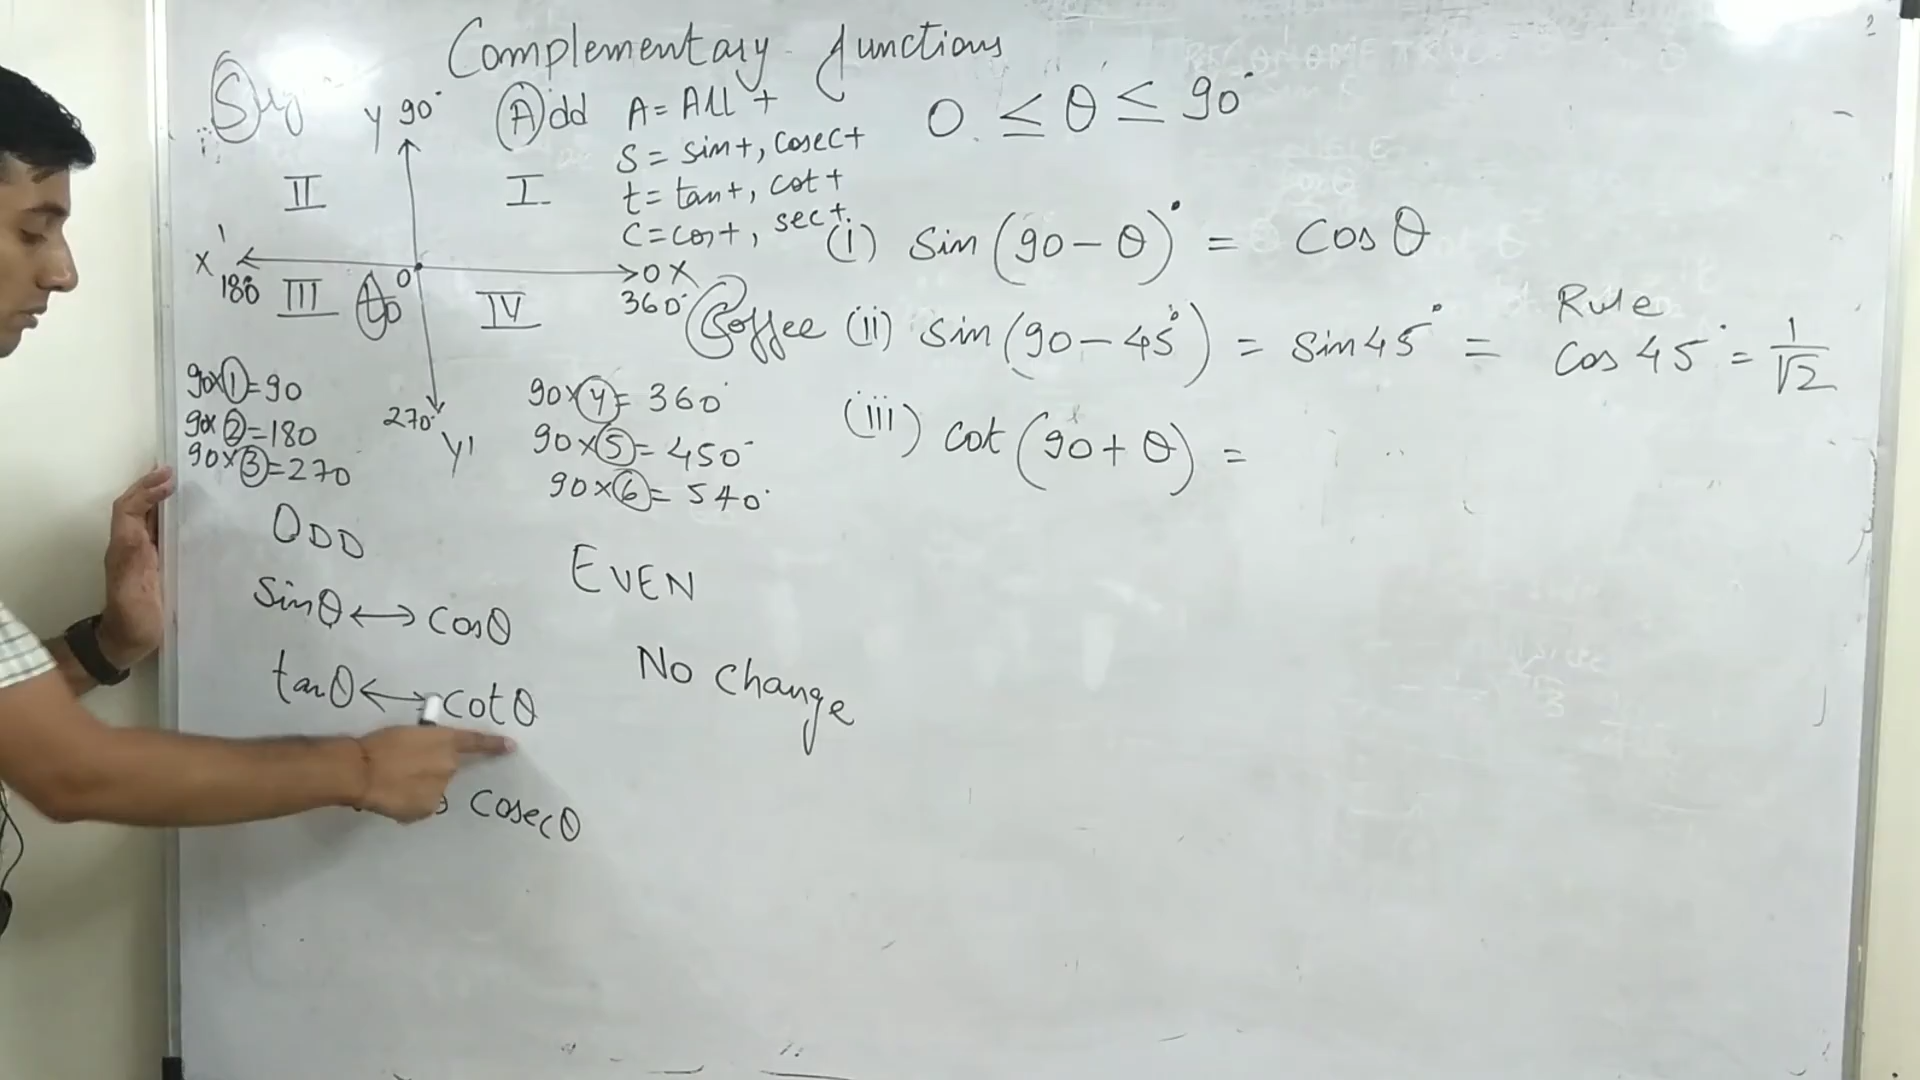 Complementary functions
Sug
Y 90°
Add
A = All +
S = sin+, cosec+
t = tan+, cot+
C = cos+, sec+.
0 ≤ θ ≤ 90°
II
I
X' 180
III
To
0
IV
0 X
360°
Coffee
270°
Y'
(i) Sin (90 - θ)° = Cos θ
(ii) Sin (90 - 45°) = Sin 45° = Cos 45° = 1/√2
Rule
(iii) Cot (90 + θ) =
90×1=90
90×2=180
90×3=270
90×4=360°
90×5=450°
90×6=540°
ODD
Sinθ ↔ Cosθ
tanθ ↔ cotθ
cosecθ
EVEN
No change